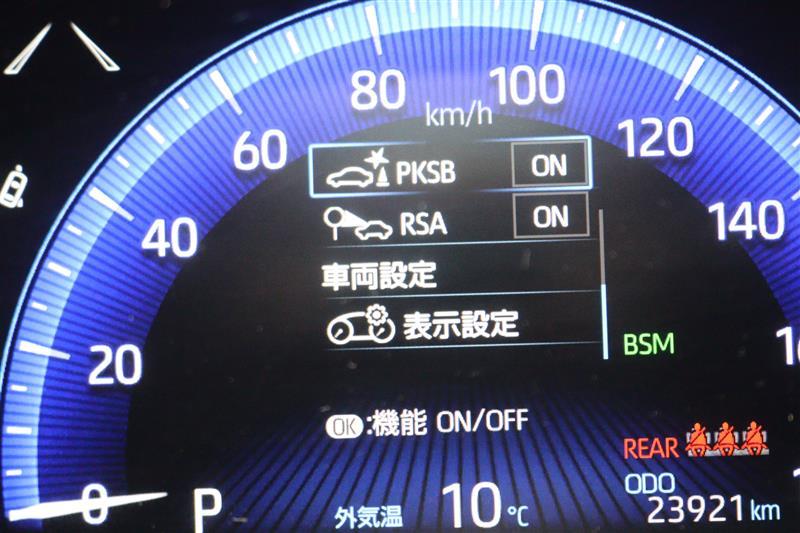 80
100
km/h
60
120
PKSB ON
40
RSA ON
140
車両設定
表示設定
BSM
20
OK:機能 ON/OFF
REAR
ODO
0
P
外気温 10℃
23921 km